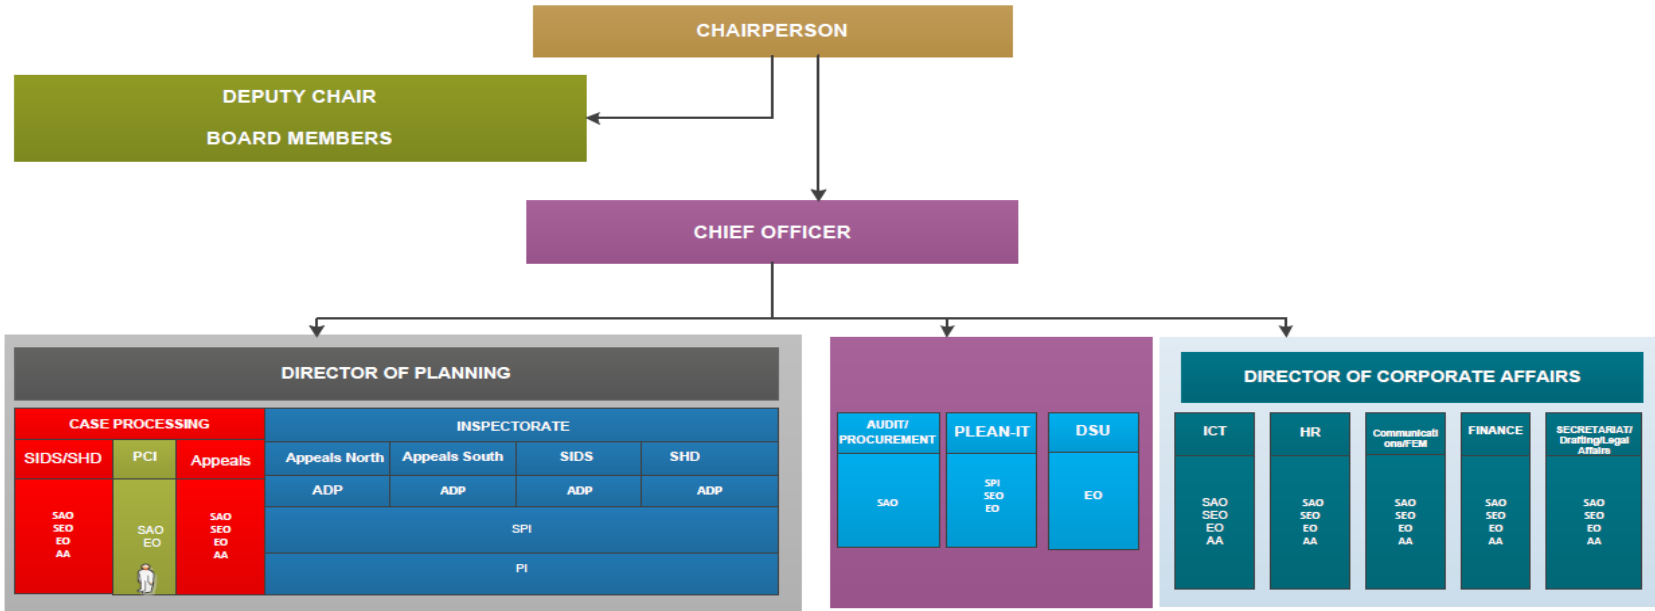 CHAIRPERSON
DEPUTY CHAIR
BOARD MEMBERS
CHIEF OFFICER
DIRECTOR OF PLANNING
CASE PROCESSING
SIDS/SHD
PCI
Appeals
SAO
SEO
EO
AA
SAO
EO
SAO
SEO
EO
AA
INSPECTORATE
Appeals North
Appeals South
SIDS
SHD
ADP
ADP
ADP
ADP
SPI
PI
AUDIT/
PROCUREMENT
SAO
PLEAN-IT
SPI
SEO
EO
DSU
EO
DIRECTOR OF CORPORATE AFFAIRS
ICT
SAO
SEO
EO
AA
HR
SAO
SEO
EO
AA
Communicati
ons/FEM
SAO
SEO
EO
AA
FINANCE
SAO
SEO
EO
AA
SECRETARIAT/
Drafting/Legal
Affairs
SAO
SEO
EO
AA